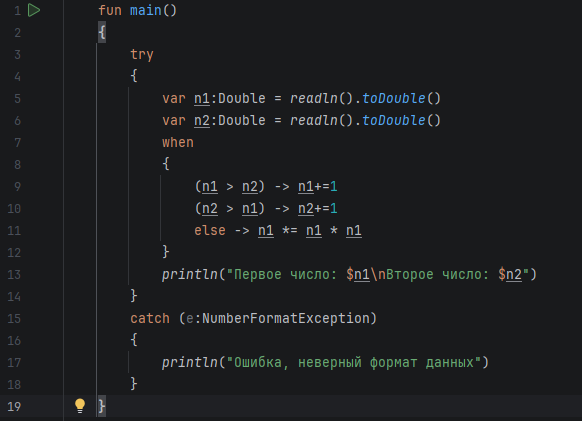 1 fun main()
2 {
3 try
4 {
5 var n1:Double = readln().toDouble()
6 var n2:Double = readln().toDouble()
7 when
8 {
9 (n1 > n2) -> n1+=1
10 (n2 > n1) -> n2+=1
11 else -> n1 *= n1 * n1
12 }
13 println("Первое число: $n1\nВторое число: $n2")
14 }
15 catch (e:NumberFormatException)
16 {
17 println("Ошибка, неверный формат данных")
18 }
19 }